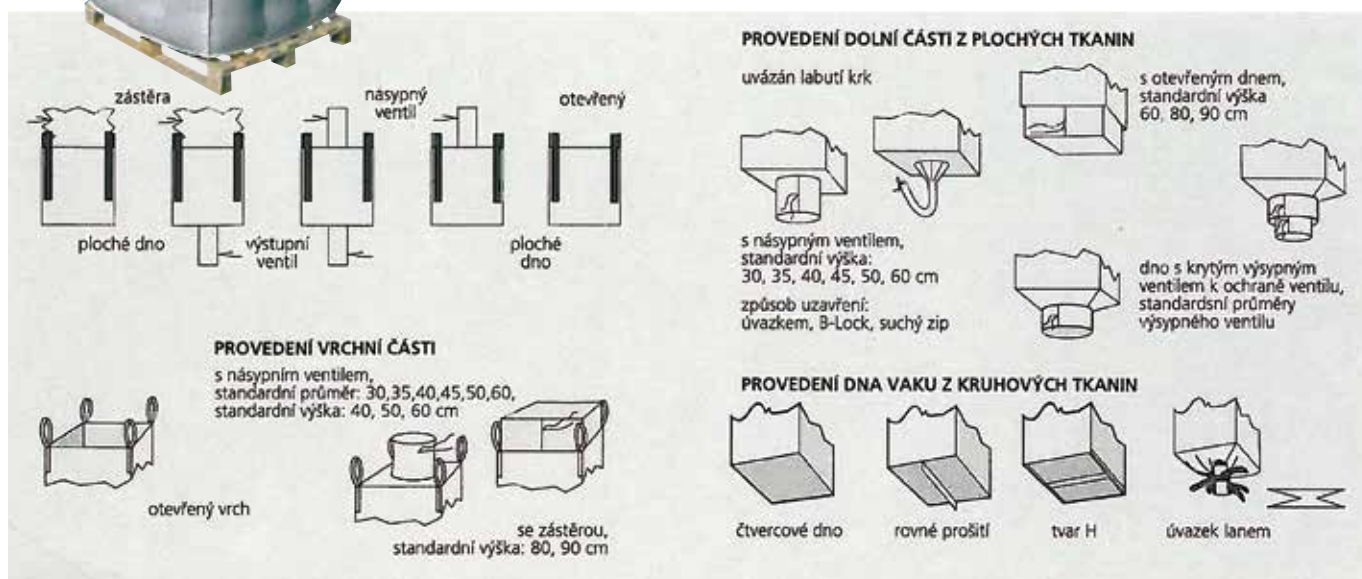 zástěra
násypný
ventil
otevřený
ploché dno
výstupní
ventil
ploché
dno
PROVEDENÍ VRCHNÍ ČÁSTI
s násypním ventilem,
standardní průměr: 30,35,40,45,50,60,
standardní výška: 40, 50, 60 cm
otevřený vrch
se zástěrou,
standardní výška: 80, 90 cm
PROVEDENÍ DOLNÍ ČÁSTI Z PLOCHÝCH TKANIN
uvázán labutí krk
s otevřeným dnem,
standardní výška
60, 80, 90 cm
s násypným ventilem,
standardní výška:
30, 35, 40, 45, 50, 60 cm
způsob uzavření:
úvazkem, B-Lock, suchý zip
dno s krytým výsypným
ventilem k ochraně ventilu,
standardsní průměry
výsypného ventilu
PROVEDENÍ DNA VAKU Z KRUHOVÝCH TKANIN
čtvercové dno
rovné prošití
tvar H
úvazek lanem